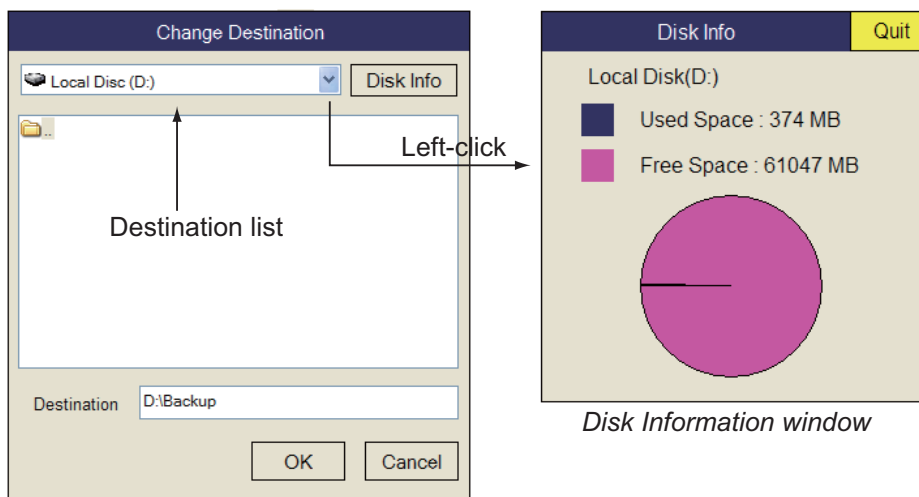 Change Destination
Local Disc (D:)
Disk Info
..
Destination list
Left-click
Destination
D:\Backup
OK
Cancel
Disk Info
Quit
Local Disk(D:)
Used Space : 374 MB
Free Space : 61047 MB
Disk Information window